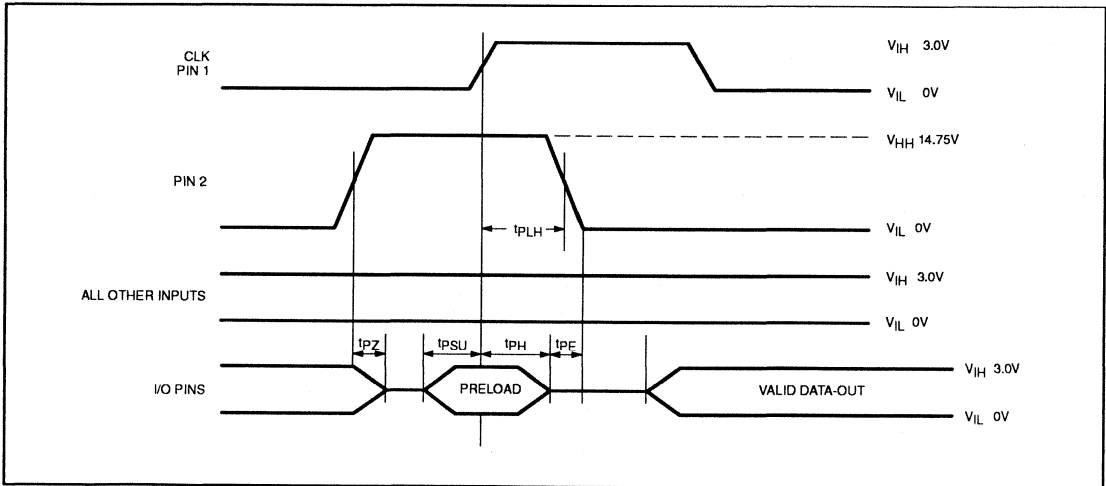 CLK
PIN 1
VIH 3.0V
VIL 0V
VHH 14.75V
PIN 2
tPLH
VIL 0V
ALL OTHER INPUTS
VIH 3.0V
VIL 0V
tPZ
tPSU
tPH
tPE
I/O PINS
PRELOAD
VALID DATA-OUT
VIH 3.0V
VIL 0V